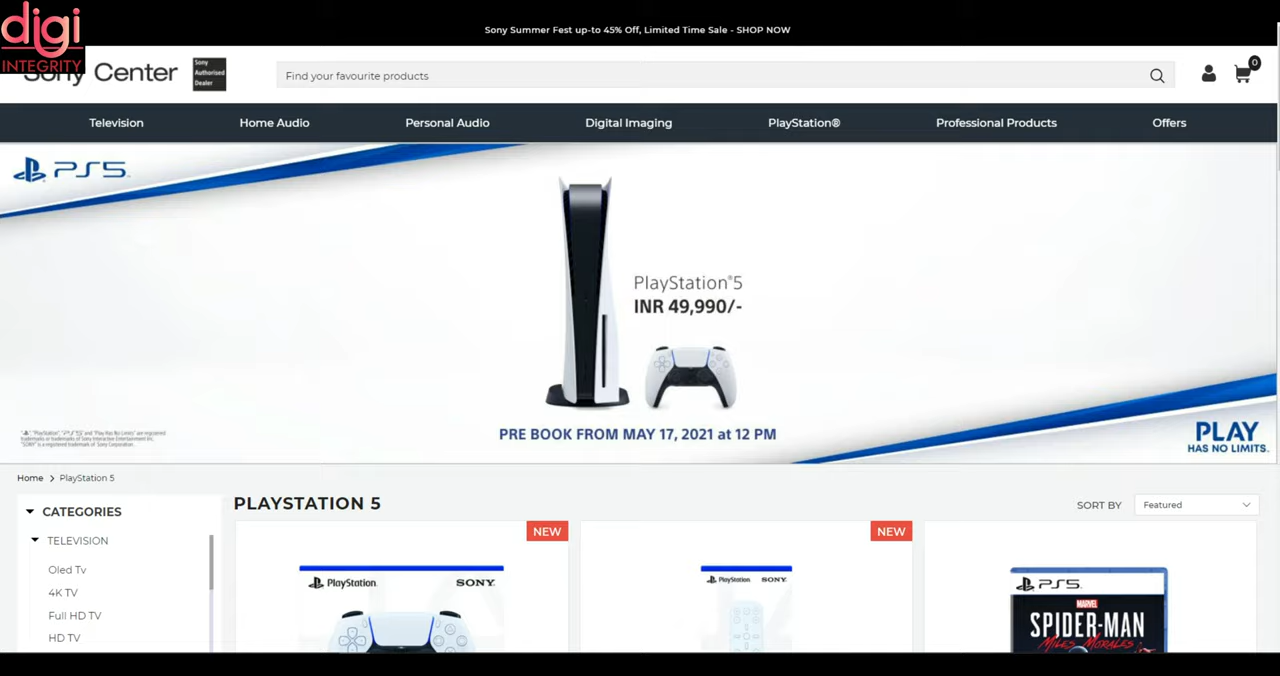 digi
INTEGRITY
Sony Summer Fest up-to 45% Off, Limited Time Sale - SHOP NOW
Sony Center
Sony
Authorised
Dealer
Find your favourite products
0
Television
Home Audio
Personal Audio
Digital Imaging
PlayStation®
Professional Products
Offers
PS5
PlayStation®5
INR 49,990/-
PRE BOOK FROM MAY 17, 2021 at 12 PM
PLAY
HAS NO LIMITS.
Home > PlayStation 5
CATEGORIES
TELEVISION
Oled Tv
4K TV
Full HD TV
HD TV
PLAYSTATION 5
SORT BY
Featured
NEW
PlayStation
SONY
NEW
PlayStation
SONY
PS5
MARVEL
SPIDER-MAN
MILES MORALES